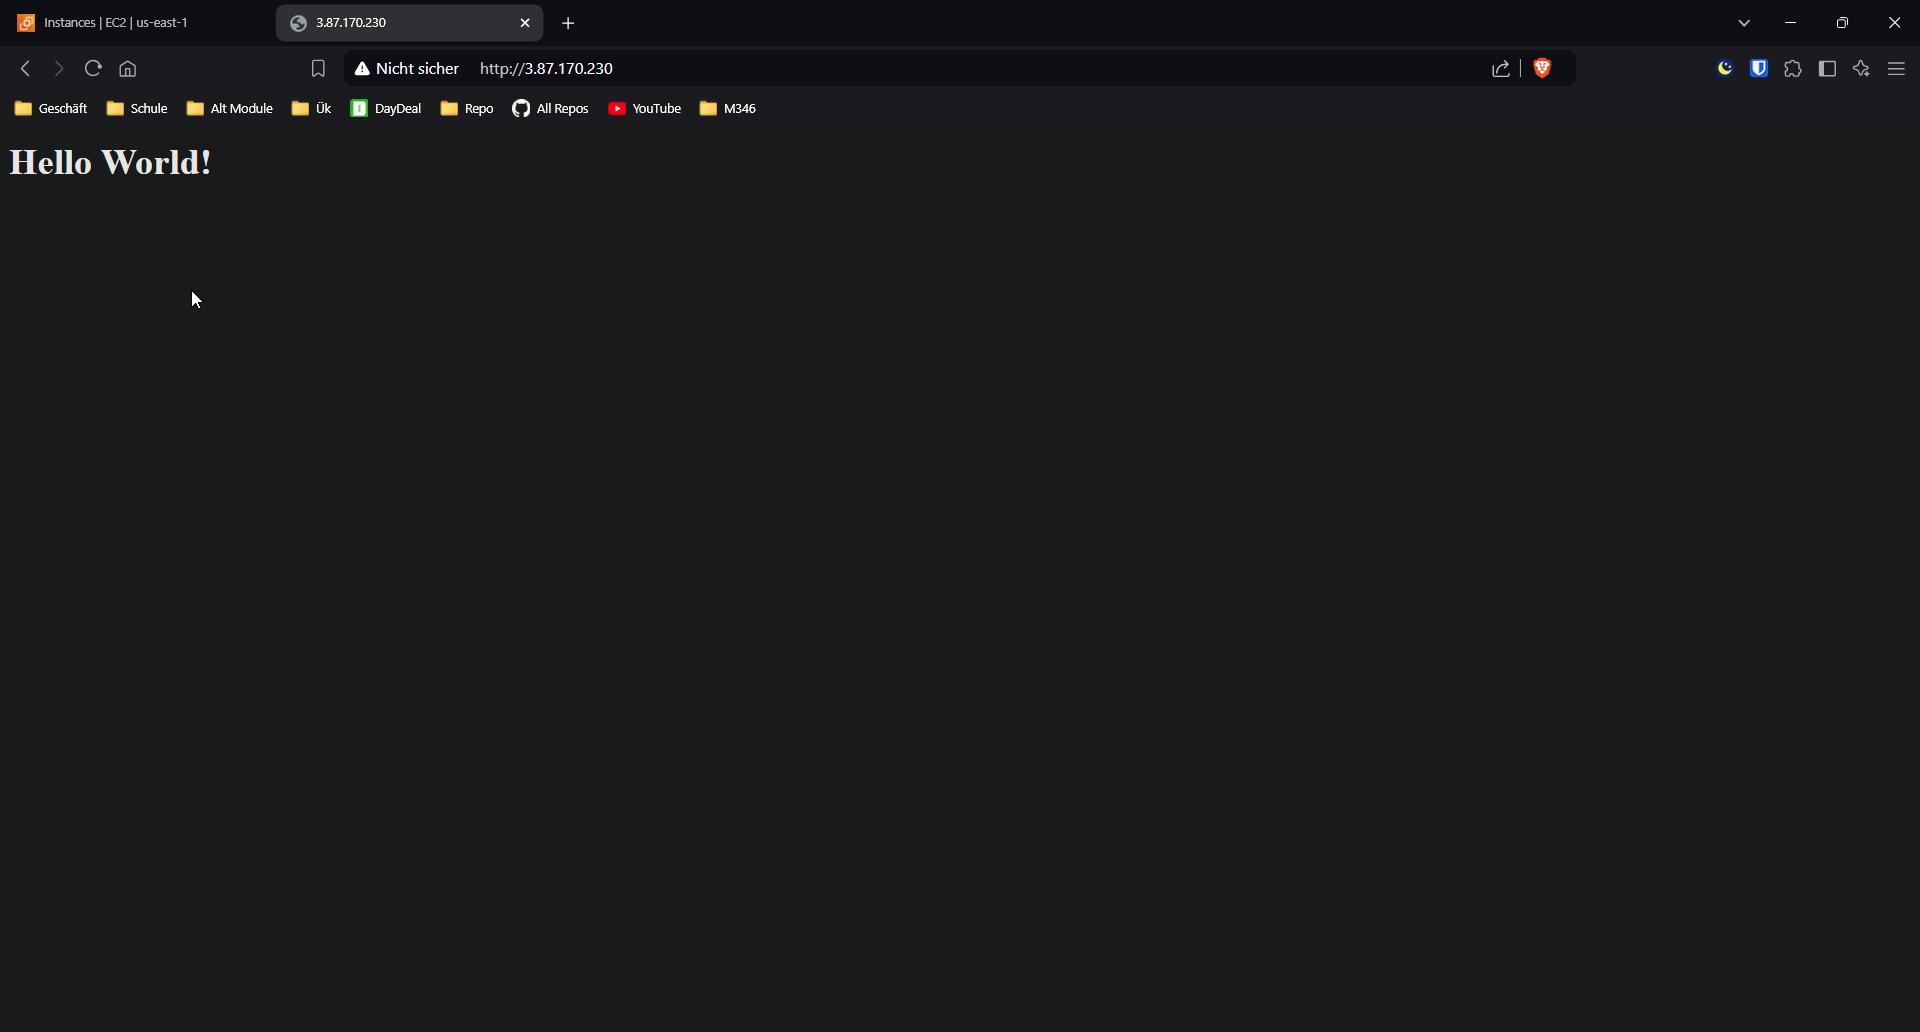 Instances | EC2 | us-east-1
3.87.170.230
Nicht sicher http://3.87.170.230
Geschäft Schule Alt Module Ük DayDeal Repo All Repos YouTube M346
Hello World!